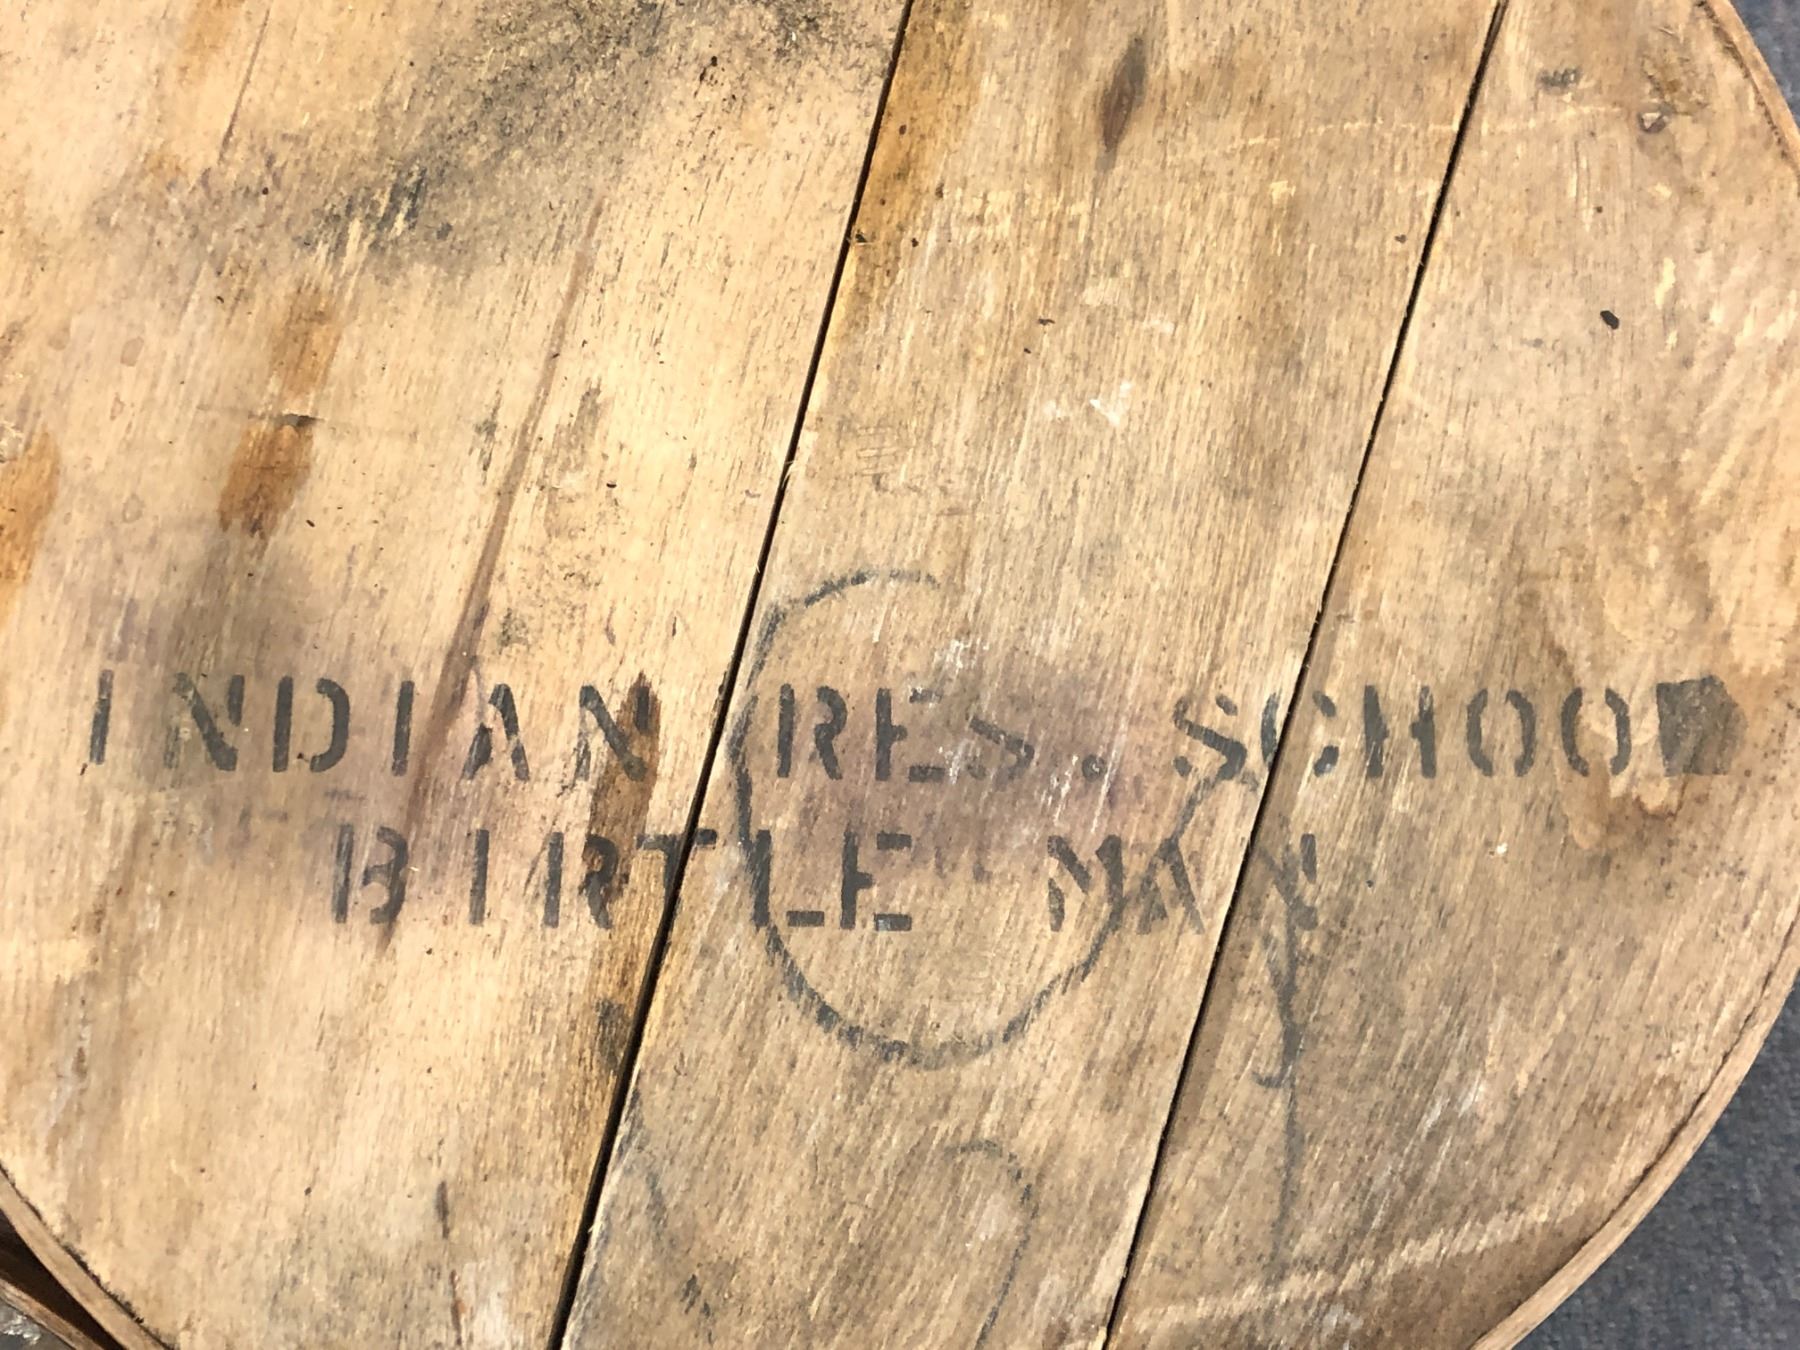 INDIAN RES. SCHOOL
BIRTLE MAN